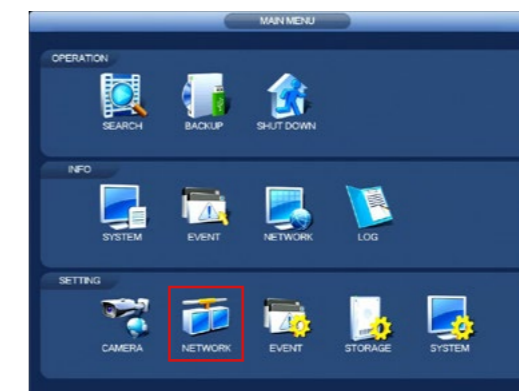 MAIN MENU
OPERATION
SEARCH BACKUP SHUT DOWN
INFO
SYSTEM EVENT NETWORK LOG
SETTING
CAMERA NETWORK EVENT STORAGE SYSTEM